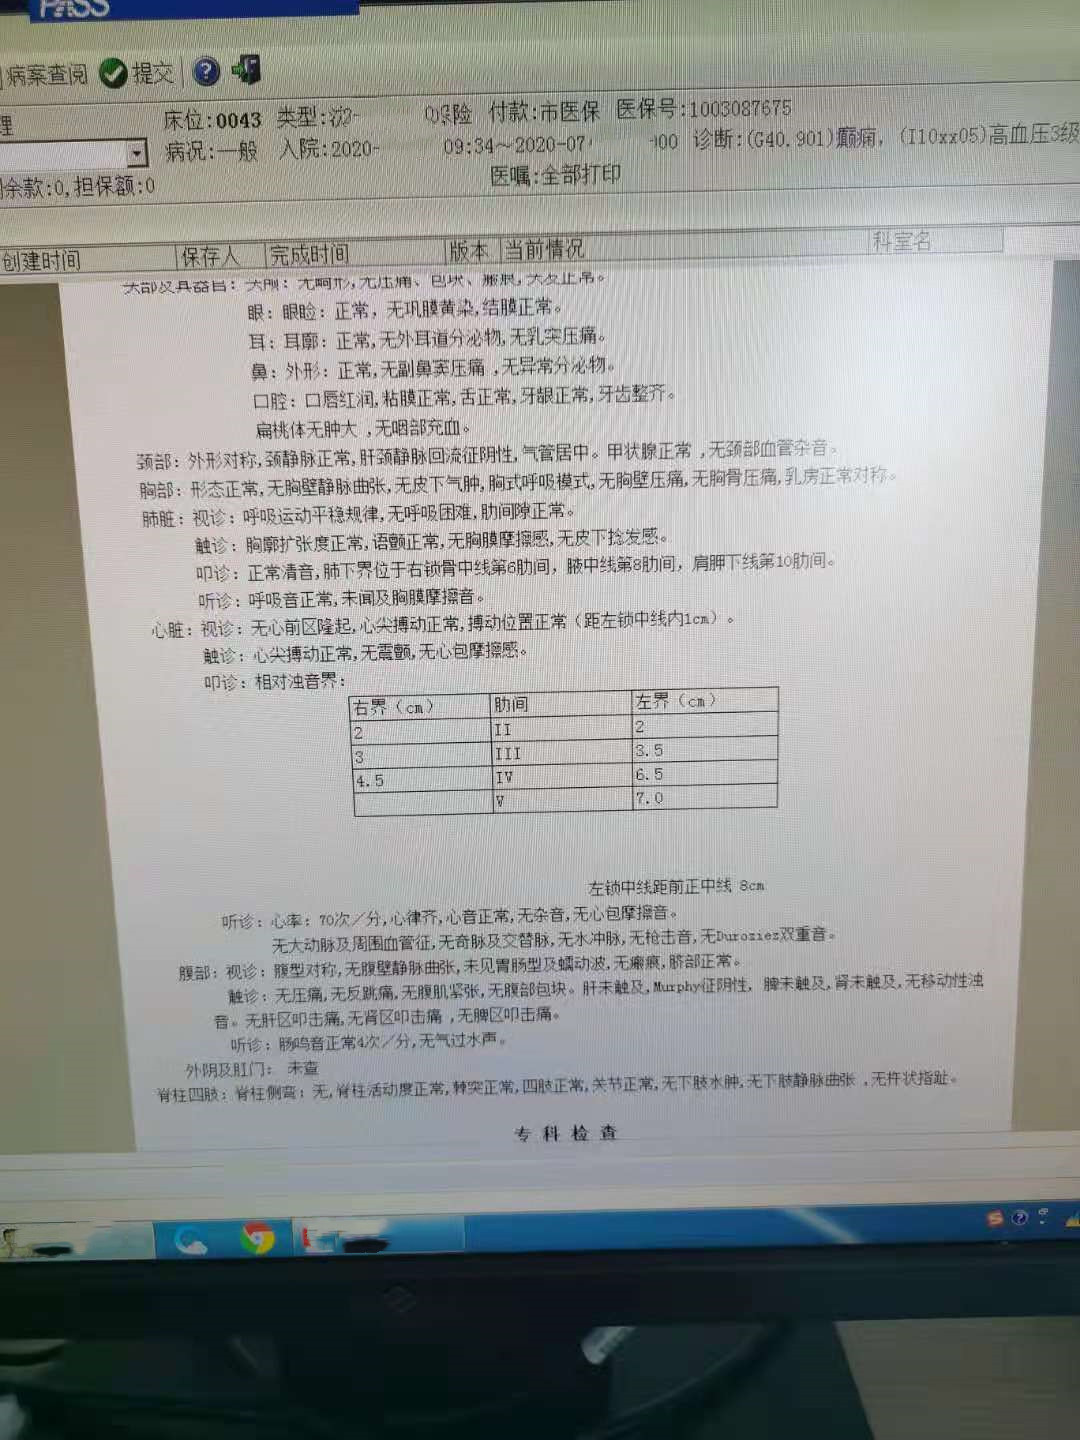 PASS
病案查阅 提交
理 床位:0043 类型: 保险 付款:市医保 医保号:1003087675
病况:一般 入院:2020- 09:34~2020-07 00 诊断:(G40.901)癫痫, (I10xx05)高血压3级
余款:0,担保额:0 医嘱:全部打印
创建时间 保存人 完成时间 版本 当前情况 科室名
头部及其器官: 头颅: 无畸形,无压痛、包块、
眼: 眼睑: 正常, 无巩膜黄染,结膜正常。
耳: 耳廓: 正常,无外耳道分泌物,无乳突压痛。
鼻: 外形: 正常,无副鼻窦压痛 ,无异常分泌物。
口腔: 口唇红润,粘膜正常,舌正常,牙龈正常,牙齿整齐。
扁桃体无肿大 ,无咽部充血。
颈部: 外形对称,颈静脉正常,肝颈静脉回流征阴性,气管居中。甲状腺正常 ,无颈部血管杂音。
胸部: 形态正常,无胸壁静脉曲张,无皮下气肿,胸式呼吸模式,无胸壁压痛,无胸骨压痛,乳房正常对称。
肺脏: 视诊: 呼吸运动平稳规律,无呼吸困难,肋间隙正常。
触诊: 胸廓扩张度正常,语颤正常,无胸膜摩擦感,无皮下捻发感。
叩诊: 正常清音,肺下界位于右锁骨中线第6肋间, 腋中线第8肋间, 肩胛下线第10肋间。
听诊: 呼吸音正常,未闻及胸膜摩擦音。
心脏: 视诊: 无心前区隆起,心尖搏动正常,搏动位置正常(距左锁中线内1cm)。
触诊: 心尖搏动正常,无震颤,无心包摩擦感。
叩诊: 相对浊音界:
右界(cm) 肋间 左界(cm)
2 II 2
3 III 3.5
4.5 IV 6.5
V 7.0
左锁中线距前正中线 8cm
听诊: 心率: 70次/分,心律齐,心音正常,无杂音,无心包摩擦音。
无大动脉及周围血管征,无奇脉及交替脉,无水冲脉,无枪击音,无Duroziez双重音。
腹部: 视诊: 腹型对称,无腹壁静脉曲张,未见胃肠型及蠕动波,无瘢痕,脐部正常。
触诊: 无压痛,无反跳痛,无腹肌紧张,无腹部包块。肝未触及,Murphy征阴性, 脾未触及,肾未触及,无移动性浊
音。无肝区叩击痛,无肾区叩击痛 ,无脾区叩击痛。
听诊: 肠鸣音正常4次/分,无气过水声。
外阴及肛门: 未查
脊柱四肢: 脊柱侧弯: 无,脊柱活动度正常,棘突正常,四肢正常,关节正常,无下肢水肿,无下肢静脉曲张 ,无杵状指趾。
专 科 检 查